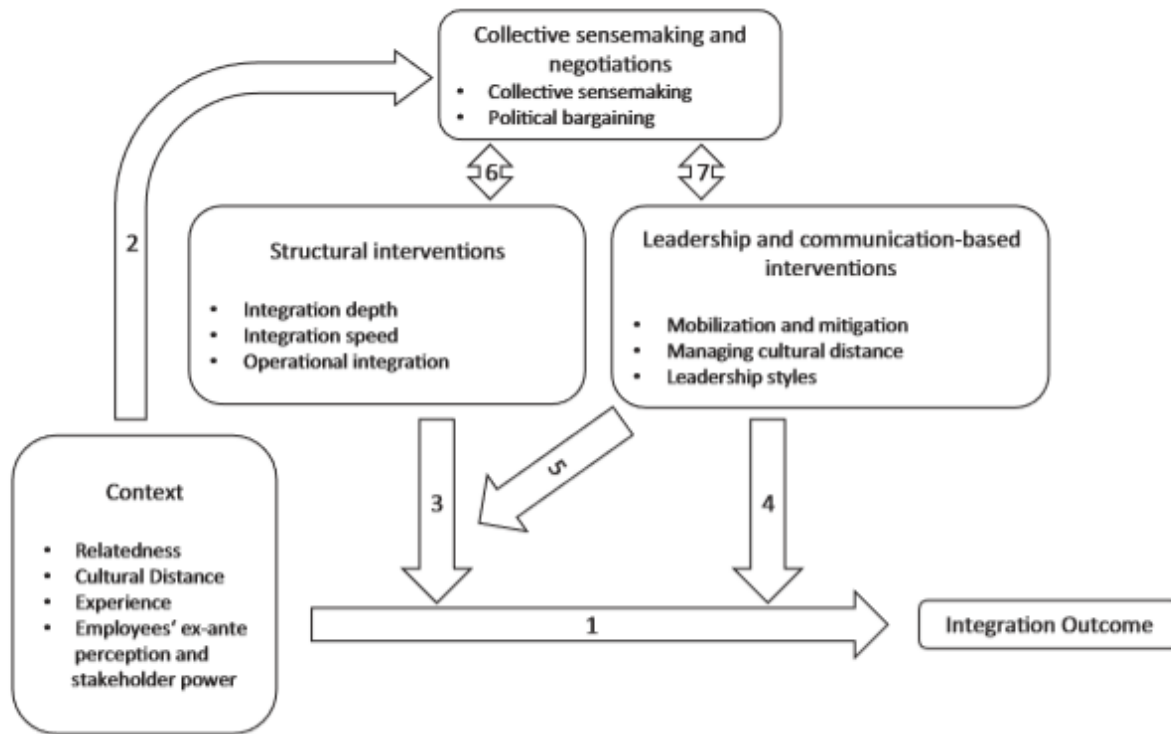 Collective sensemaking and
negotiations
• Collective sensemaking
• Political bargaining
6
7
2
Structural interventions
• Integration depth
• Integration speed
• Operational integration
Leadership and communication-based
interventions
• Mobilization and mitigation
• Managing cultural distance
• Leadership styles
Context
• Relatedness
• Cultural Distance
• Experience
• Employees‘ ex-ante
perception and
stakeholder power
3
5
4
1
Integration Outcome